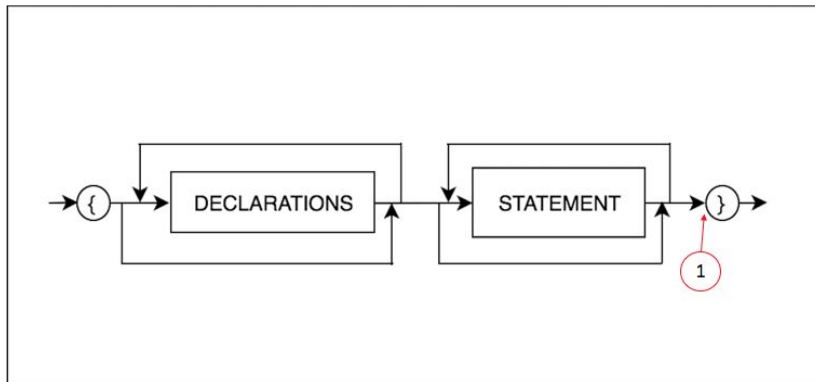 { DECLARATIONS STATEMENT }
1